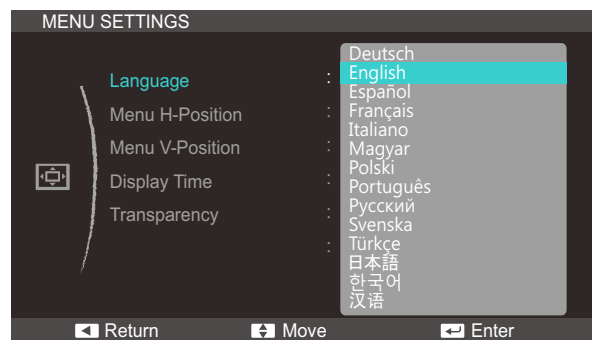 MENU SETTINGS
Language :
Menu H-Position :
Menu V-Position :
Display Time :
Transparency :
:
Deutsch
English
Español
Français
Italiano
Magyar
Polski
Português
Русский
Svenska
Türkçe
日本語
한국어
汉语
Return Move Enter